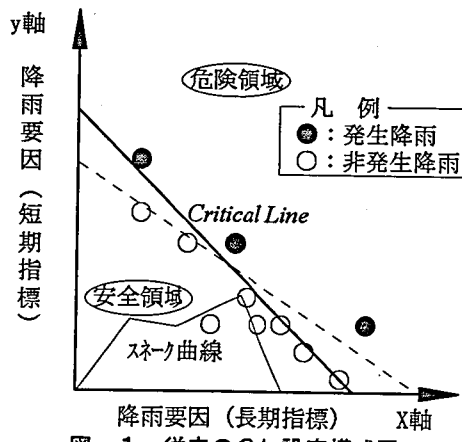 y軸
降雨要因（短期指標）
危険領域
凡例
●：発生降雨
○：非発生降雨
Critical Line
安全領域
スネーク曲線
降雨要因（長期指標）
X軸